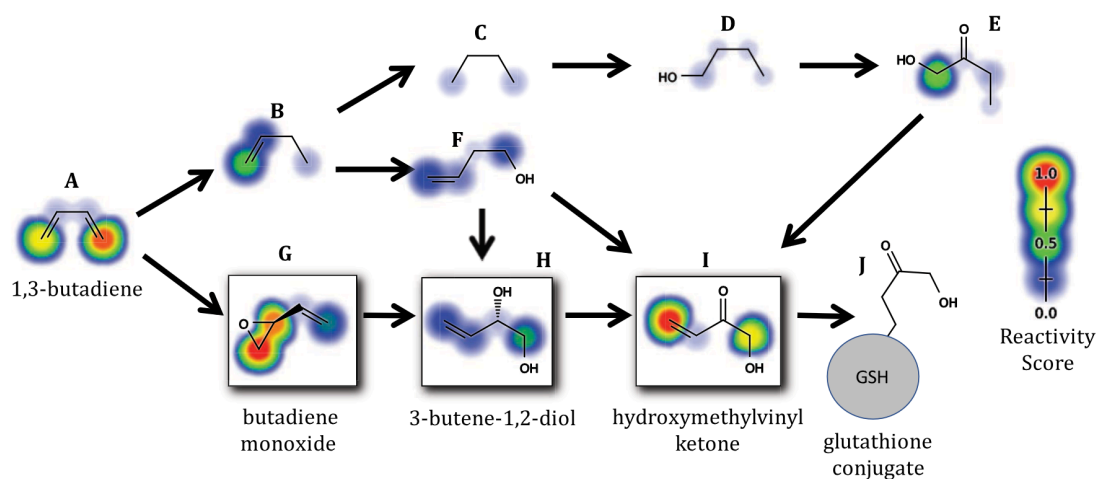 C
D
E
O
HO
HO
B
F
OH
A
1,3-butadiene
G
H
I
J
O
OH
O
OH
OH
O
OH
GSH
1.0
0.5
0.0
Reactivity
Score
butadiene
monoxide
3-butene-1,2-diol
hydroxymethylvinyl
ketone
glutathione
conjugate